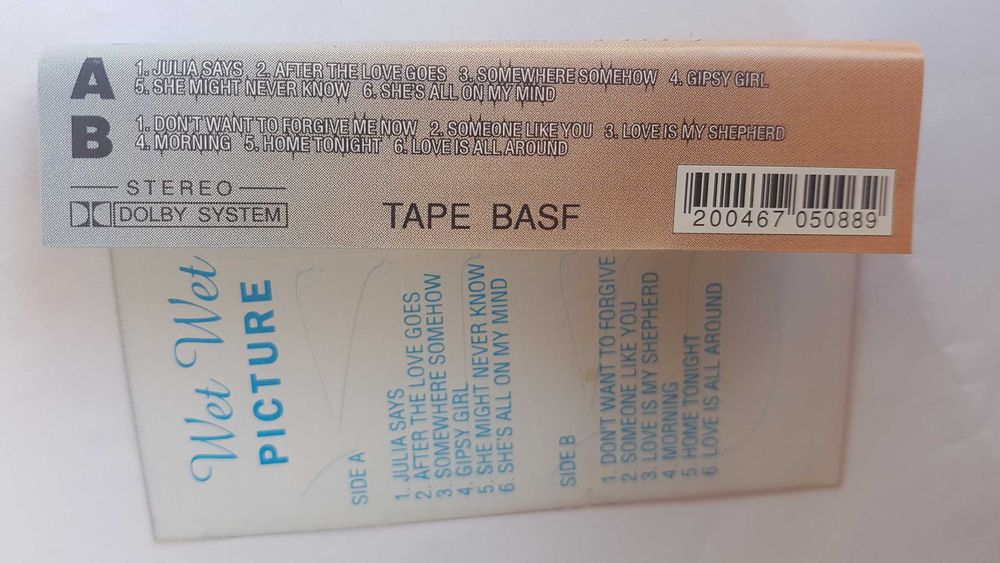 A
1. JULIA SAYS 2. AFTER THE LOVE GOES 3. SOMEWHERE SOMEHOW 4. GIPSY GIRL
5. SHE MIGHT NEVER KNOW 6. SHE'S ALL ON MY MIND
B
1. DON'T WANT TO FORGIVE ME NOW 2. SOMEONE LIKE YOU 3. LOVE IS MY SHEPHERD
4. MORNING 5. HOME TONIGHT 6. LOVE IS ALL AROUND
STEREO
DOLBY SYSTEM
TAPE BASF
200467 050889
Wet Wet
PICTURE
SIDE A
1. JULIA SAYS
2. AFTER THE LOVE GOES
3. SOMEWHERE SOMEHOW
4. GIPSY GIRL
5. SHE MIGHT NEVER KNOW
6. SHE'S ALL ON MY MIND
SIDE B
1. DON'T WANT TO FORGIVE
2. SOMEONE LIKE YOU
3. LOVE IS MY SHEPHERD
4. MORNING
5. HOME TONIGHT
6. LOVE IS ALL AROUND